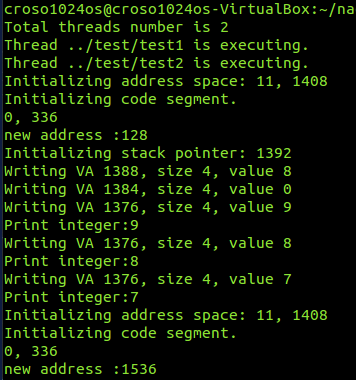 croso1024os@croso1024os-VirtualBox:~/na
Total threads number is 2
Thread ../test/test1 is executing.
Thread ../test/test2 is executing.
Initializing address space: 11, 1408
Initializing code segment.
0, 336
new address :128
Initializing stack pointer: 1392
Writing VA 1388, size 4, value 8
Writing VA 1384, size 4, value 0
Writing VA 1376, size 4, value 9
Print integer:9
Writing VA 1376, size 4, value 8
Print integer:8
Writing VA 1376, size 4, value 7
Print integer:7
Initializing address space: 11, 1408
Initializing code segment.
0, 336
new address :1536